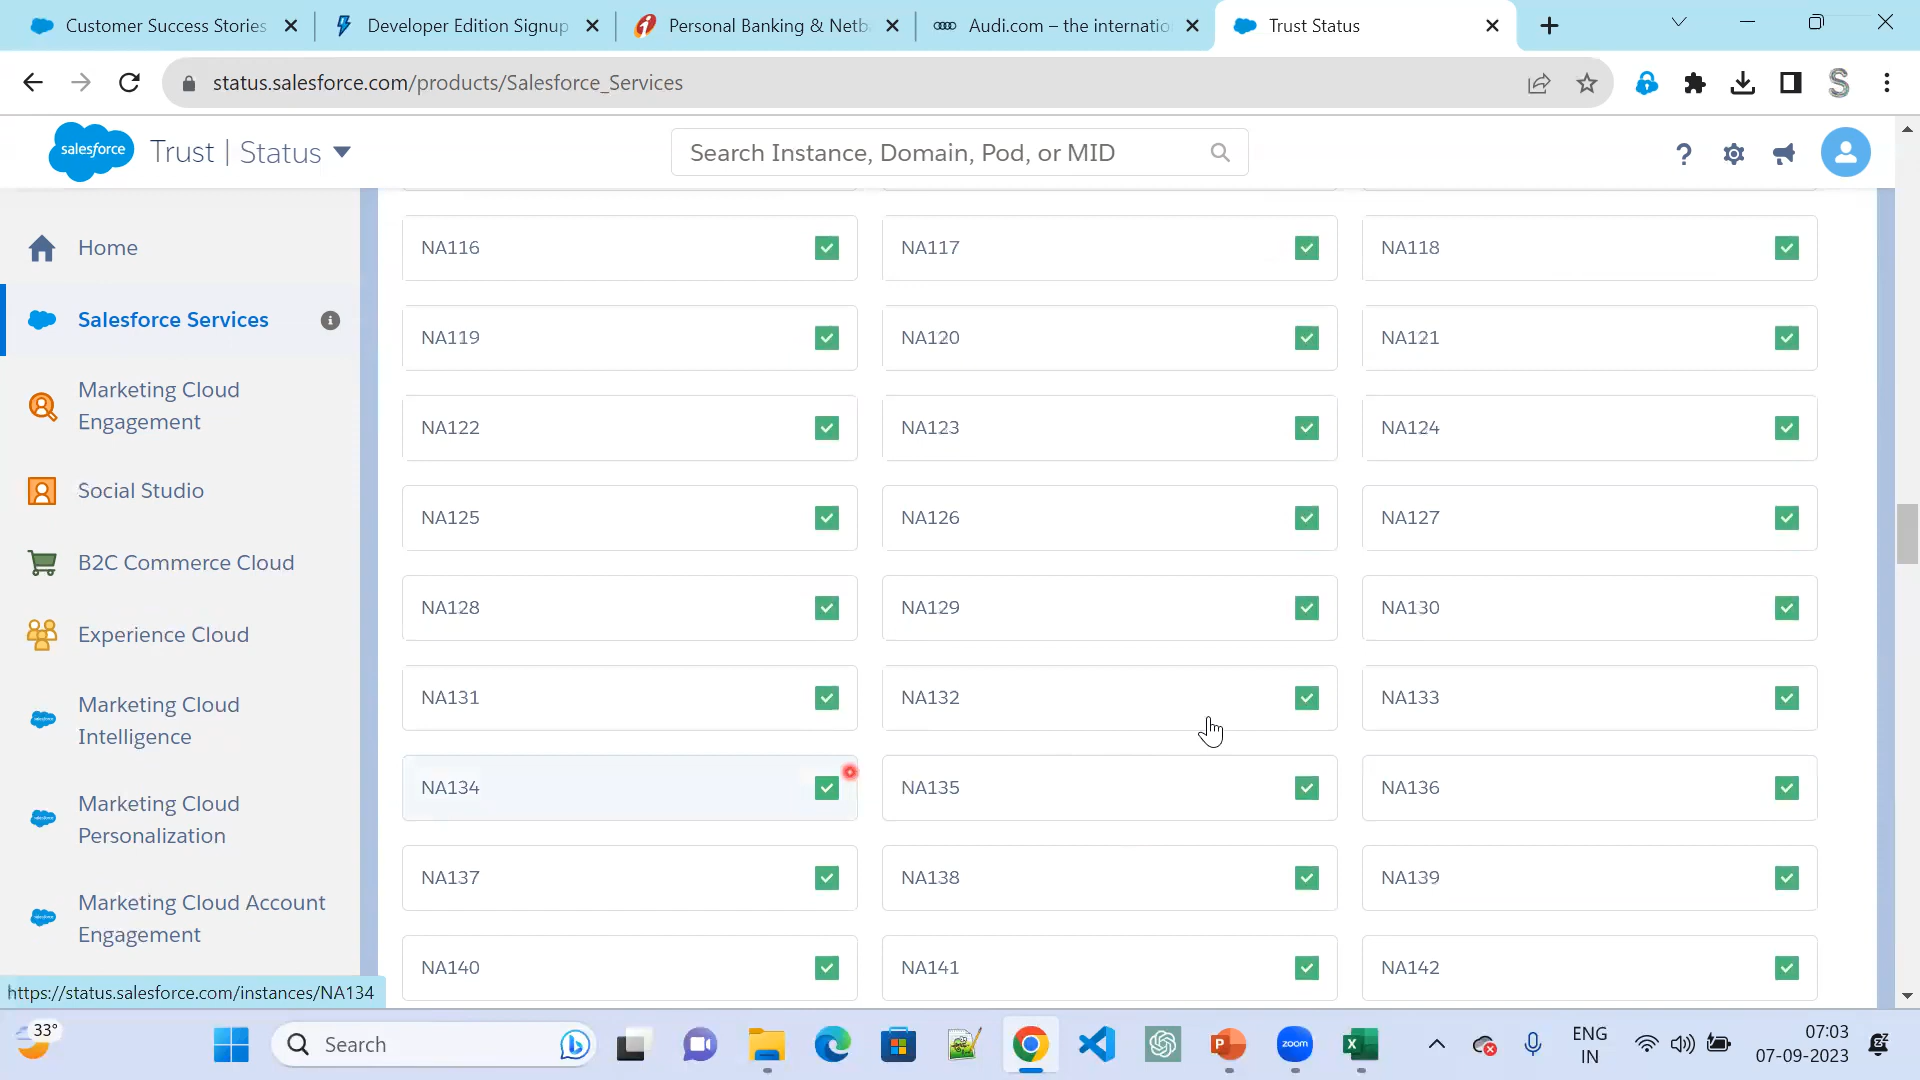 Customer Success Stories
Developer Edition Signup
Personal Banking & Netb
Audi.com – the internatio
Trust Status
status.salesforce.com/products/Salesforce_Services
S
salesforce
Trust | Status
Search Instance, Domain, Pod, or MID
?
Home
Salesforce Services
Marketing Cloud
Engagement
Social Studio
B2C Commerce Cloud
Experience Cloud
Marketing Cloud
Intelligence
Marketing Cloud
Personalization
Marketing Cloud Account
Engagement
NA116
NA117
NA118
NA119
NA120
NA121
NA122
NA123
NA124
NA125
NA126
NA127
NA128
NA129
NA130
NA131
NA132
NA133
NA134
NA135
NA136
NA137
NA138
NA139
NA140
NA141
NA142
https://status.salesforce.com/instances/NA134
33°
Search
zoom
ENG
IN
07:03
07-09-2023